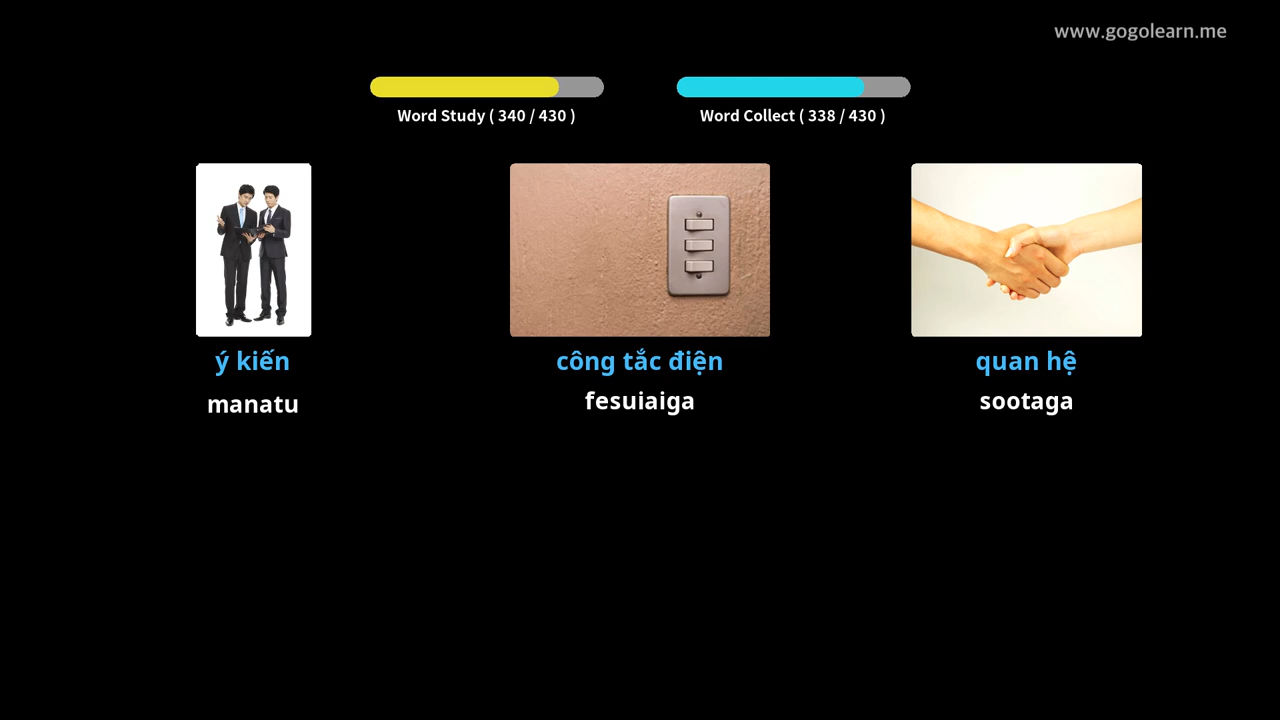 www.gogolearn.me
Word Study ( 340 / 430 )
Word Collect ( 338 / 430 )
ý kiến
manatu
công tắc điện
fesuiaiga
quan hệ
sootaga